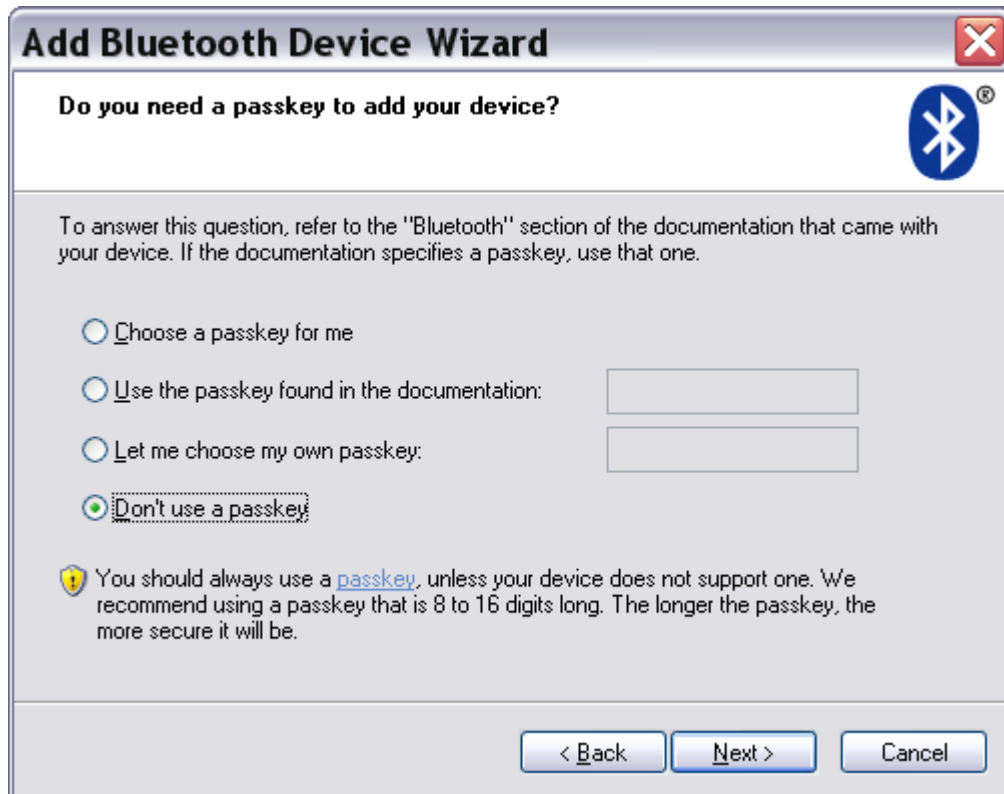 Add Bluetooth Device Wizard
Do you need a passkey to add your device?
®
To answer this question, refer to the "Bluetooth" section of the documentation that came with
your device. If the documentation specifies a passkey, use that one.
Choose a passkey for me
Use the passkey found in the documentation:
Let me choose my own passkey:
Don't use a passkey
You should always use a passkey, unless your device does not support one. We
recommend using a passkey that is 8 to 16 digits long. The longer the passkey, the
more secure it will be.
< Back Next > Cancel